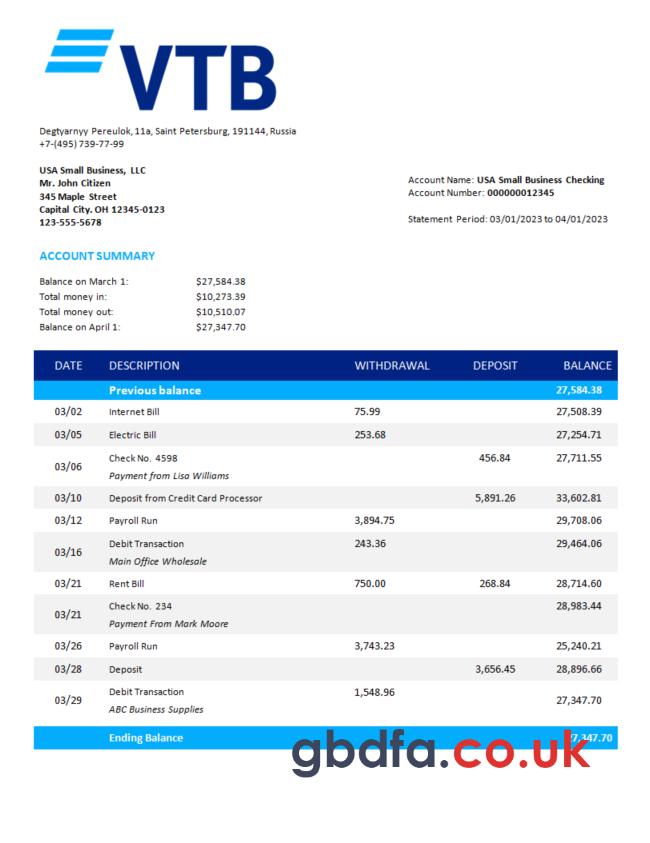 VTB
Degtyarnyy Pereulok, 11a, Saint Petersburg, 191144, Russia
+7-(495) 739-77-99
USA Small Business, LLC
Mr. John Citizen
345 Maple Street
Capital City. OH 12345-0123
123-555-5678
Account Name: USA Small Business Checking
Account Number: 000000012345
Statement Period: 03/01/2023 to 04/01/2023
ACCOUNT SUMMARY
Balance on March 1: $27,584.38
Total money in: $10,273.39
Total money out: $10,510.07
Balance on April 1: $27,347.70
DATE DESCRIPTION WITHDRAWAL DEPOSIT BALANCE
Previous balance 27,584.38
03/02 Internet Bill 75.99 27,508.39
03/05 Electric Bill 253.68 27,254.71
03/06 Check No. 4598 456.84 27,711.55
Payment from Lisa Williams
03/10 Deposit from Credit Card Processor 5,891.26 33,602.81
03/12 Payroll Run 3,894.75 29,708.06
03/16 Debit Transaction 243.36 29,464.06
Main Office Wholesale
03/21 Rent Bill 750.00 268.84 28,714.60
03/21 Check No. 234 28,983.44
Payment From Mark Moore
03/26 Payroll Run 3,743.23 25,240.21
03/28 Deposit 3,656.45 28,896.66
03/29 Debit Transaction 1,548.96 27,347.70
ABC Business Supplies
Ending Balance 27,347.70
gbdfa.co.uk